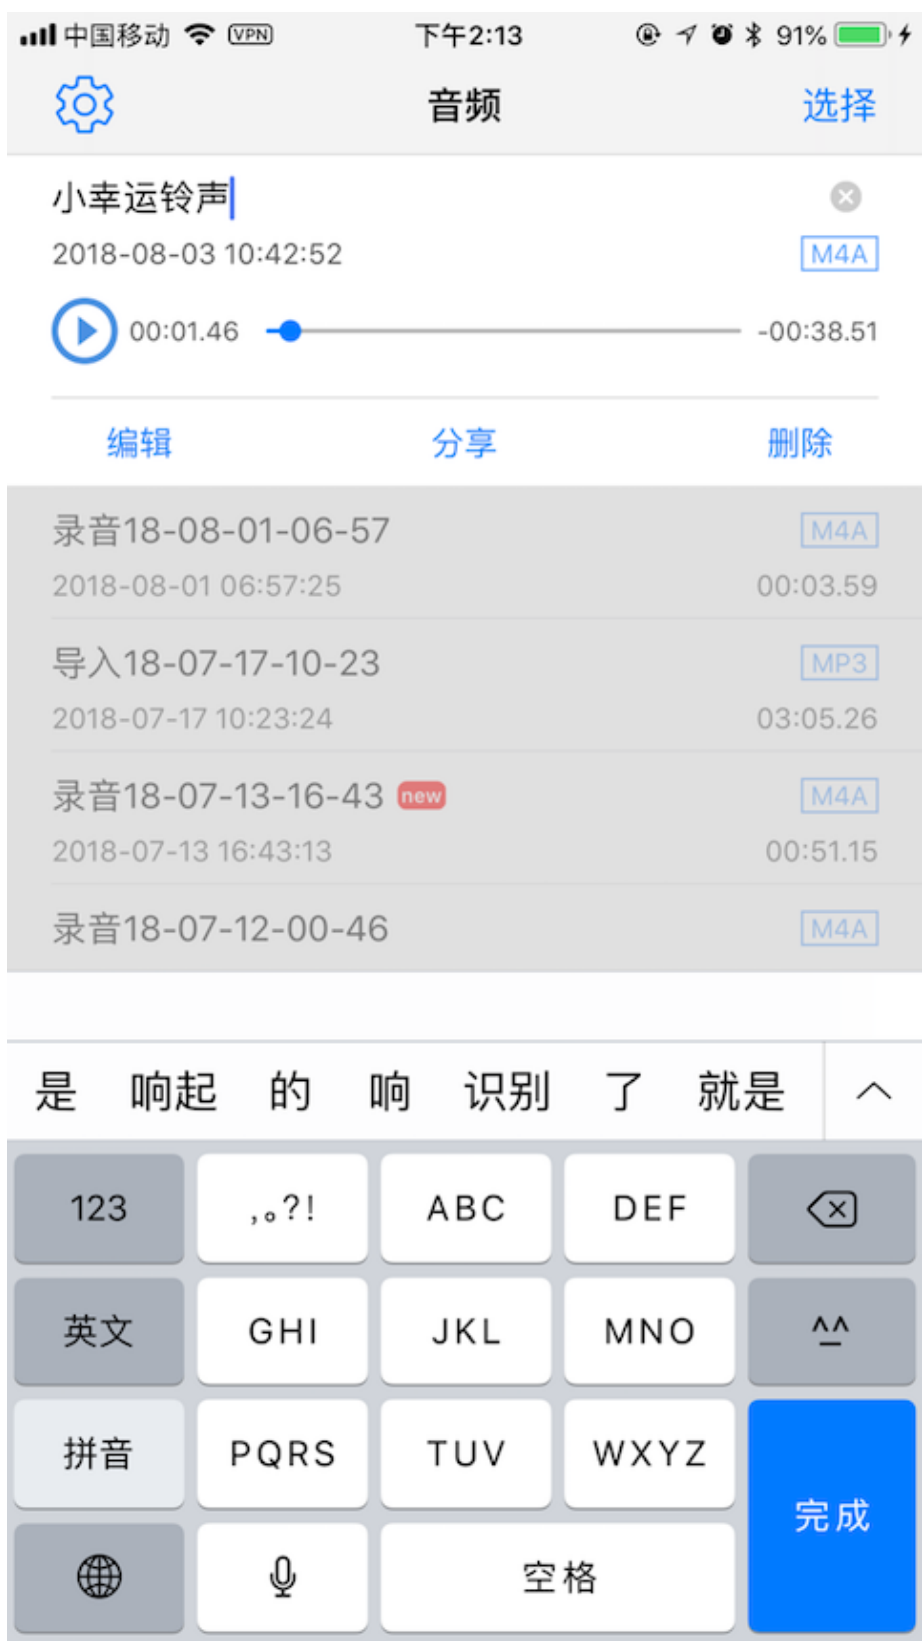 中国移动 VPN 下午2:13 91%
音频 选择
小幸运铃声
2018-08-03 10:42:52 M4A
00:01.46 -00:38.51
编辑 分享 删除
录音18-08-01-06-57 M4A
2018-08-01 06:57:25 00:03.59
导入18-07-17-10-23 MP3
2018-07-17 10:23:24 03:05.26
录音18-07-13-16-43 new M4A
2018-07-13 16:43:13 00:51.15
录音18-07-12-00-46 M4A
是 响起 的 响 识别 了 就是
123 ,。?! ABC DEF
英文 GHI JKL MNO ^^
拼音 PQRS TUV WXYZ
完成
空格